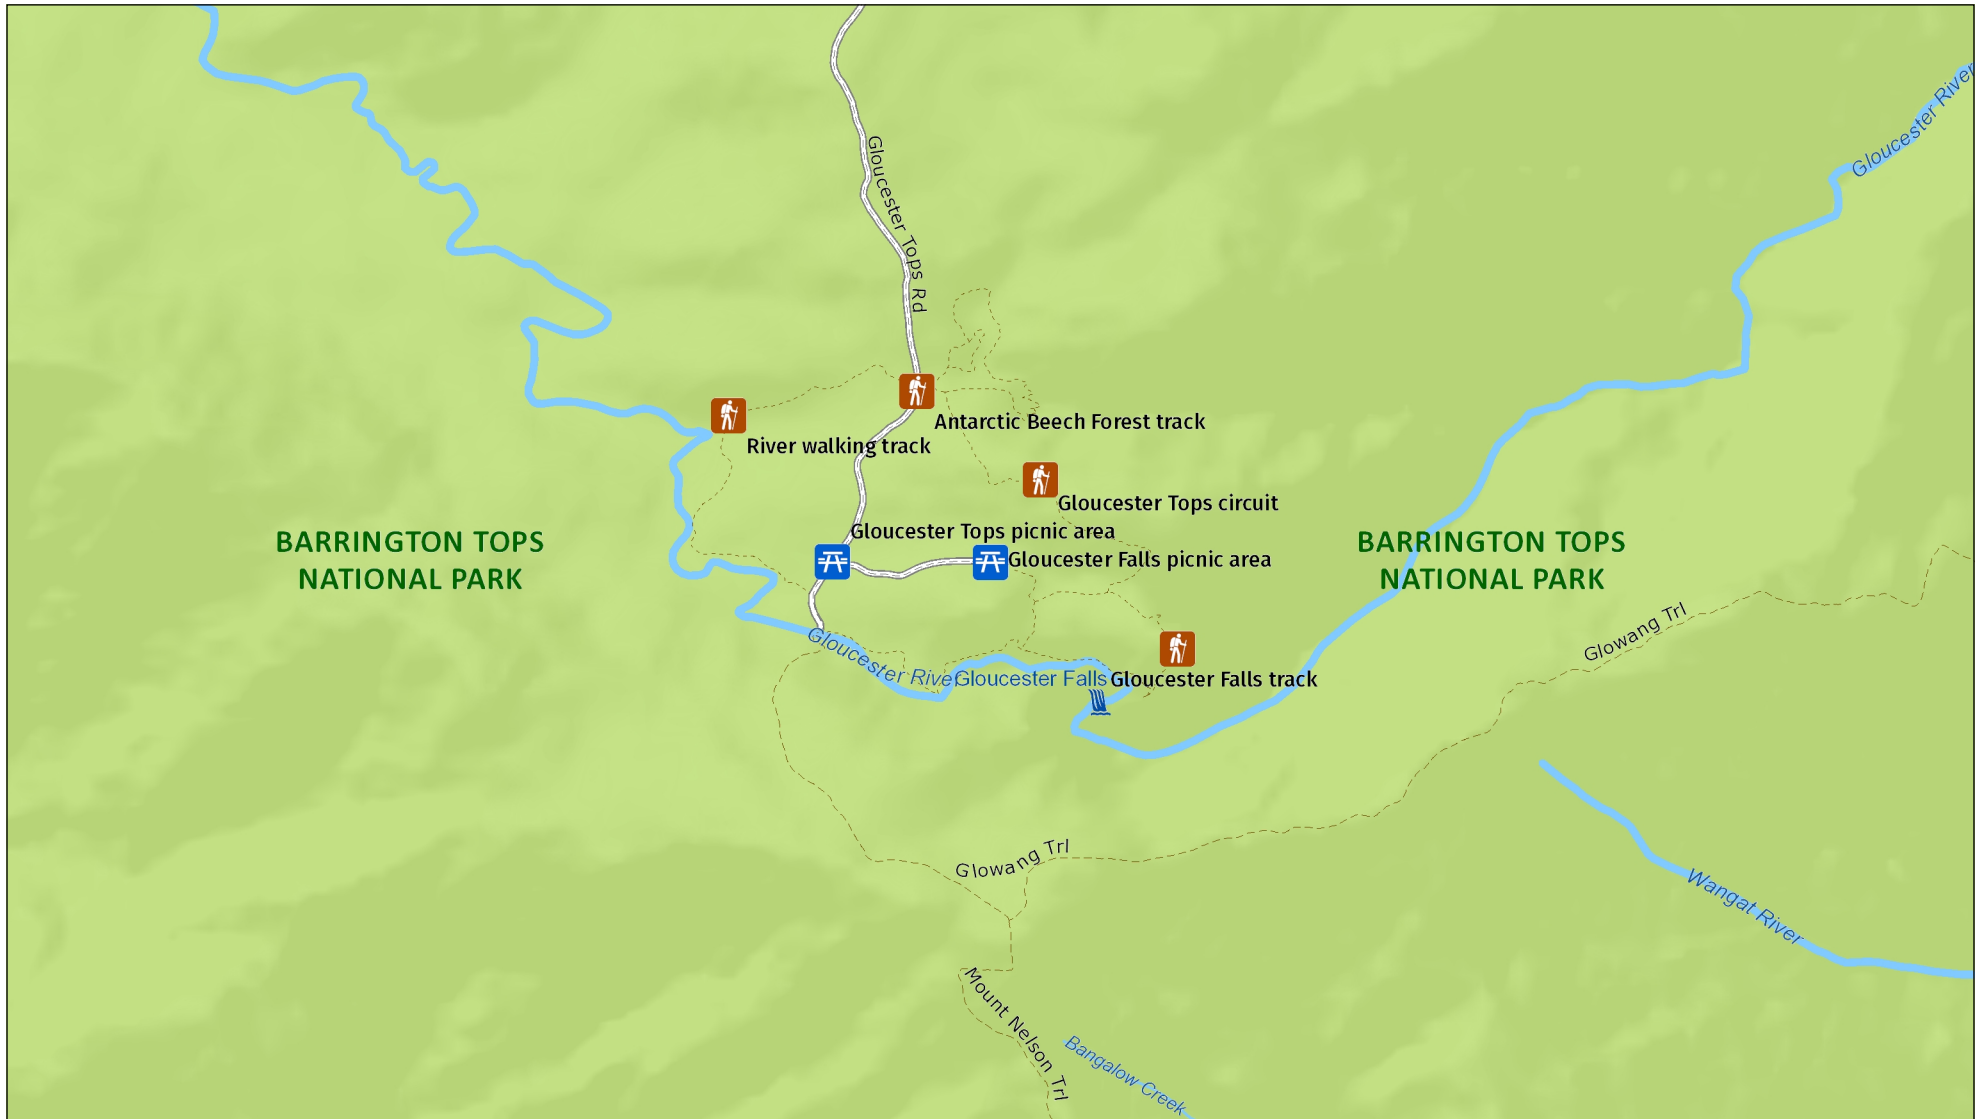 Gloucester River
Gloucester Tops Rd
Antarctic Beech Forest track
River walking track
Gloucester Tops circuit
Gloucester Tops picnic area
Gloucester Falls picnic area
BARRINGTON TOPS
NATIONAL PARK
BARRINGTON TOPS
NATIONAL PARK
Glowang Trl
Gloucester River
Gloucester Falls
Gloucester Falls track
Glowang Trl
Wangat River
Mount Nelson Trl
Bangalow Creek